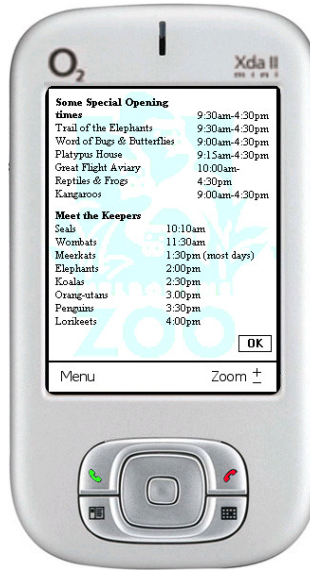 O2
Xda II
mini
Some Special Opening
times 9:30am-4:30pm
Trail of the Elephants 9:30am-4:30pm
Word of Bugs & Butterflies 9:00am-4:30pm
Platypus House 9:15am-4:30pm
Great Flight Aviary 10:00am-
Reptiles & Frogs 4:30pm
Kangaroos 9:00am-4:30pm
Meet the Keepers
Seals 10:10am
Wombats 11:30am
Meerkats 1:30pm (most days)
Elephants 2:00pm
Koalas 2:30pm
Orang-utans 3.00pm
Penguins 3:30pm
Lorikeets 4:00pm
ZOO
OK
Menu Zoom +-